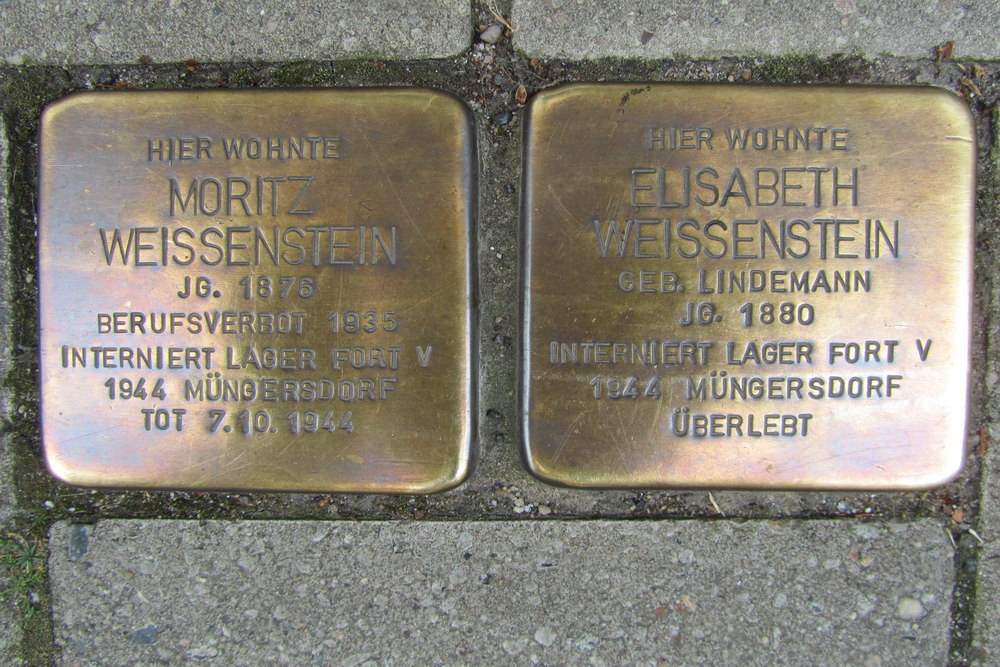 HIER WOHNTE
MORITZ
WEISSENSTEIN
JG. 1876
BERUFSVERBOT 1935
INTERNIERT LAGER FORT V
1944 MÜNGERSDORF
TOT 7.10.1944
HIER WOHNTE
ELISABETH
WEISSENSTEIN
GEB. LINDEMANN
JG. 1880
INTERNIERT LAGER FORT V
1944 MÜNGERSDORF
ÜBERLEBT